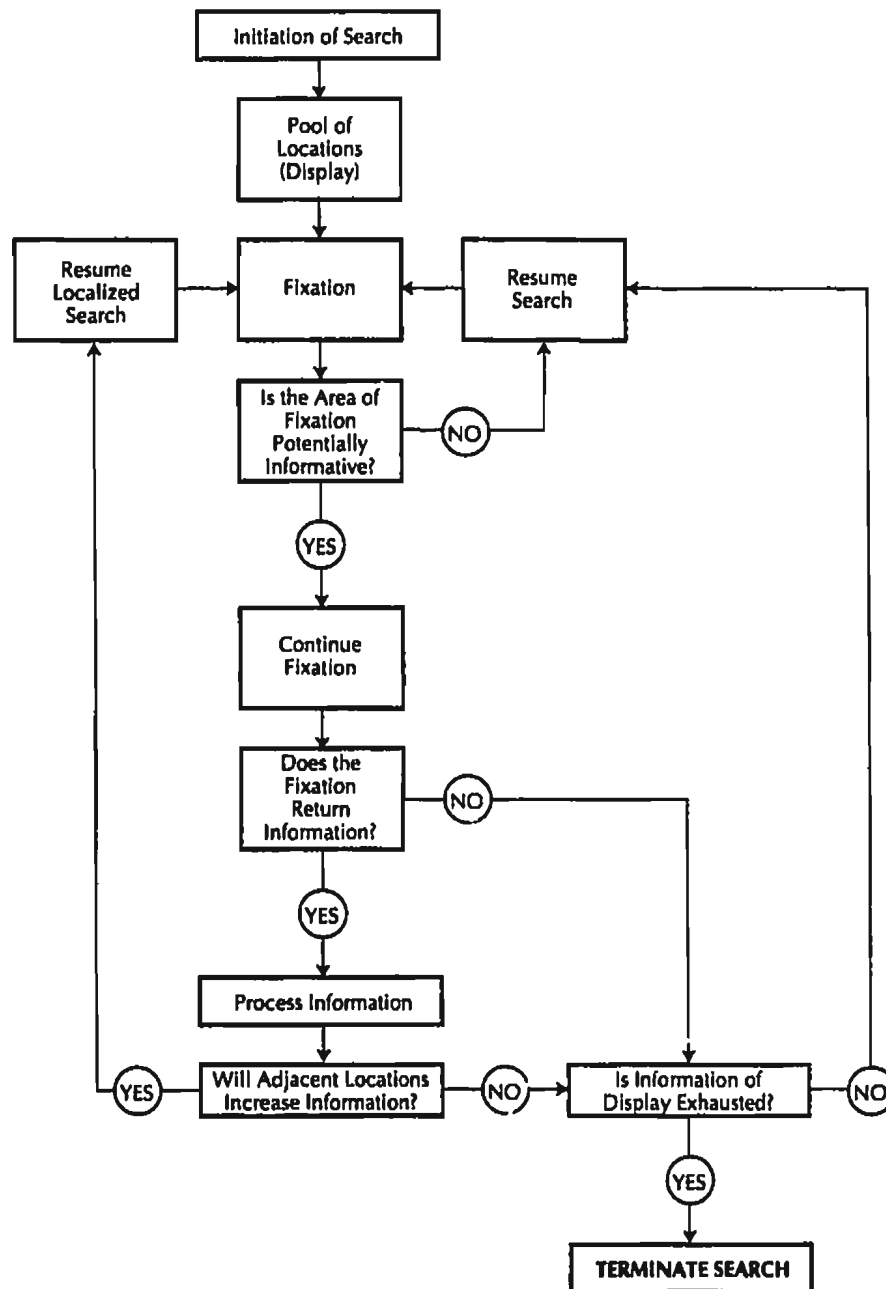 Initiation of Search
Pool of
Locations
(Display)
Resume
Localized
Search
Fixation
Resume
Search
Is the Area of
Fixation
Potentially
Informative?
NO
YES
Continue
Fixation
Does the
Fixation
Return
Information?
NO
YES
Process Information
YES
Will Adjacent Locations
Increase Information?
NO
Is Information of
Display Exhausted?
NO
YES
TERMINATE SEARCH